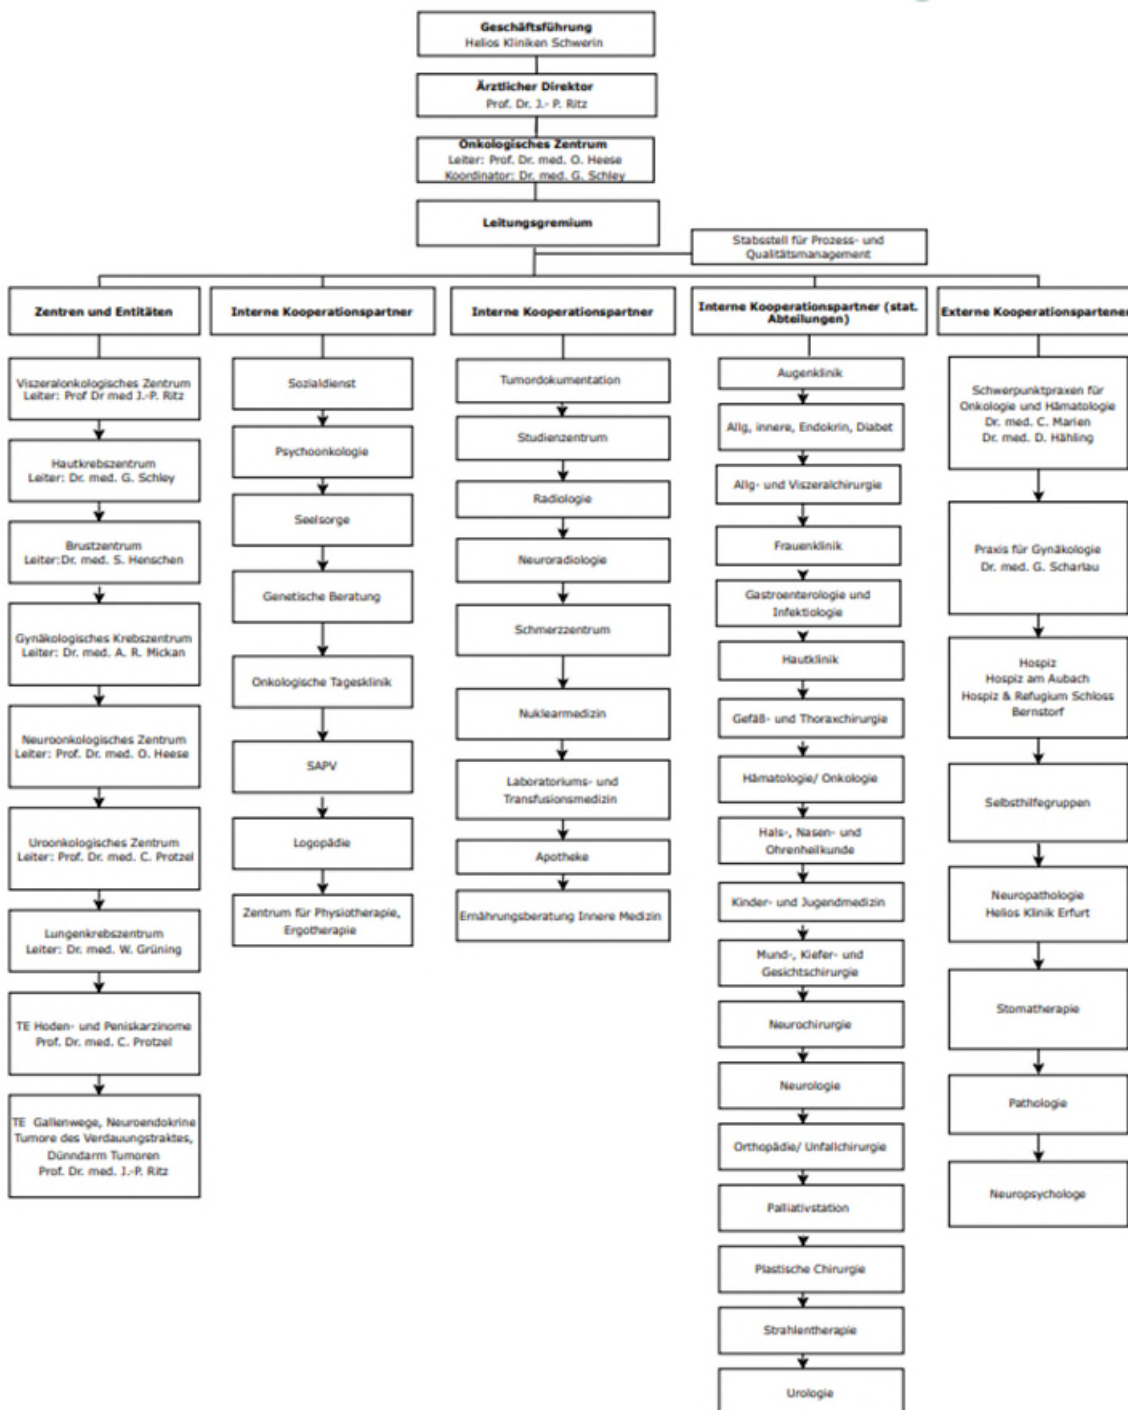 Geschäftsführung
Helios Kliniken Schwerin
Ärztlicher Direktor
Prof. Dr. J.- P. Ritz
Onkologisches Zentrum
Leiter: Prof. Dr. med. O. Heese
Koordinator: Dr. med. G. Schley
Leitungsgremium
Stabsstell für Prozess- und
Qualitätsmanagement
Zentren und Entitäten
Viszeralonkologisches Zentrum
Leiter: Prof Dr med J.-P. Ritz
Hautkrebszentrum
Leiter: Dr. med. G. Schley
Brustzentrum
Leiter:Dr. med. S. Henschen
Gynäkologisches Krebszentrum
Leiter: Dr. med. A. R. Mickan
Neuroonkologisches Zentrum
Leiter: Prof. Dr. med. O. Heese
Uroonkologisches Zentrum
Leiter: Prof. Dr. med. C. Protzel
Lungenkrebszentrum
Leiter: Dr. med. W. Grüning
TE Hoden- und Peniskarzinome
Prof. Dr. med. C. Protzel
TE Gallenwege, Neuroendokrine
Tumore des Verdauungstraktes,
Dünndarm Tumoren
Prof. Dr. med. J.-P. Ritz
Interne Kooperationspartner
Sozialdienst
Psychoonkologie
Seelsorge
Genetische Beratung
Onkologische Tagesklinik
SAPV
Logopädie
Zentrum für Physiotherapie,
Ergotherapie
Interne Kooperationspartner
Tumordokumentation
Studienzentrum
Radiologie
Neuroradiologie
Schmerzzentrum
Nuklearmedizin
Laboratoriums- und
Transfusionsmedizin
Apotheke
Ernährungsberatung Innere Medizin
Interne Kooperationspartner (stat.
Abteilungen)
Augenklinik
Allg, innere, Endokrin, Diabet
Allg- und Viszeralchirurgie
Frauenklinik
Gastroenterologie und
Infektiologie
Hautklinik
Gefäß- und Thoraxchirurgie
Hämatologie/ Onkologie
Hals-, Nasen- und
Ohrenheilkunde
Kinder- und Jugendmedizin
Mund-, Kiefer- und
Gesichtschirurgie
Neurochirurgie
Neurologie
Orthopädie/ Unfallchirurgie
Palliativstation
Plastische Chirurgie
Strahlentherapie
Urologie
Externe Kooperationspartener
Schwerpunktpraxen für
Onkologie und Hämatologie
Dr. med. C. Marien
Dr. med. D. Hähling
Praxis für Gynäkologie
Dr. med. G. Scharlau
Hospiz
Hospiz am Aubach
Hospiz & Refugium Schloss
Bernstorf
Selbsthilfegruppen
Neuropathologie
Helios Klinik Erfurt
Stomatherapie
Pathologie
Neuropsychologe